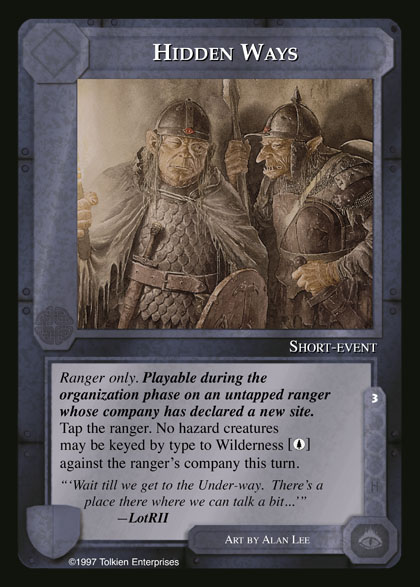 HIDDEN WAYS
SHORT-EVENT
Ranger only. Playable during the
organization phase on an untapped ranger
whose company has declared a new site.
Tap the ranger. No hazard creatures
may be keyed by type to Wilderness [ ]
against the ranger's company this turn.
"'Wait till we get to the Under-way. There's a
place there where we can talk a bit...'"
—LotRII
3
H
ART BY ALAN LEE
©1997 Tolkien Enterprises